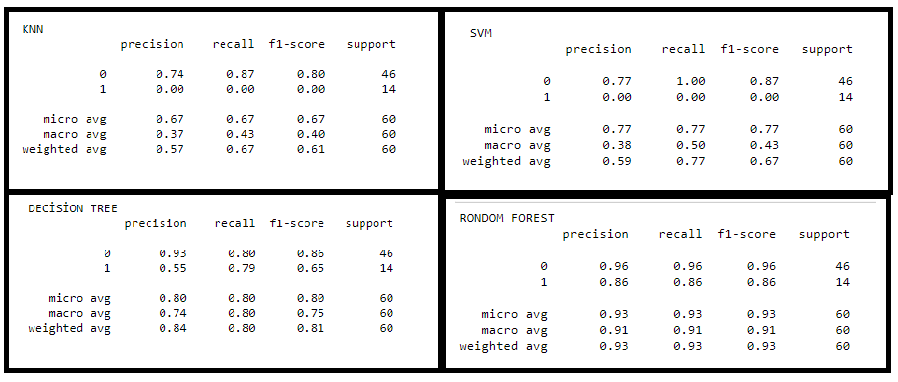 KNN
precision recall f1-score support
0 0.74 0.87 0.80 46
1 0.00 0.00 0.00 14
micro avg 0.67 0.67 0.67 60
macro avg 0.37 0.43 0.40 60
weighted avg 0.57 0.67 0.61 60
SVM
precision recall f1-score support
0 0.77 1.00 0.87 46
1 0.00 0.00 0.00 14
micro avg 0.77 0.77 0.77 60
macro avg 0.38 0.50 0.43 60
weighted avg 0.59 0.77 0.67 60
DECİSİON TREE
precision recall f1-score support
0 0.93 0.80 0.86 46
1 0.55 0.79 0.65 14
micro avg 0.80 0.80 0.80 60
macro avg 0.74 0.80 0.75 60
weighted avg 0.84 0.80 0.81 60
RONDOM FOREST
precision recall f1-score support
0 0.96 0.96 0.96 46
1 0.86 0.86 0.86 14
micro avg 0.93 0.93 0.93 60
macro avg 0.91 0.91 0.91 60
weighted avg 0.93 0.93 0.93 60